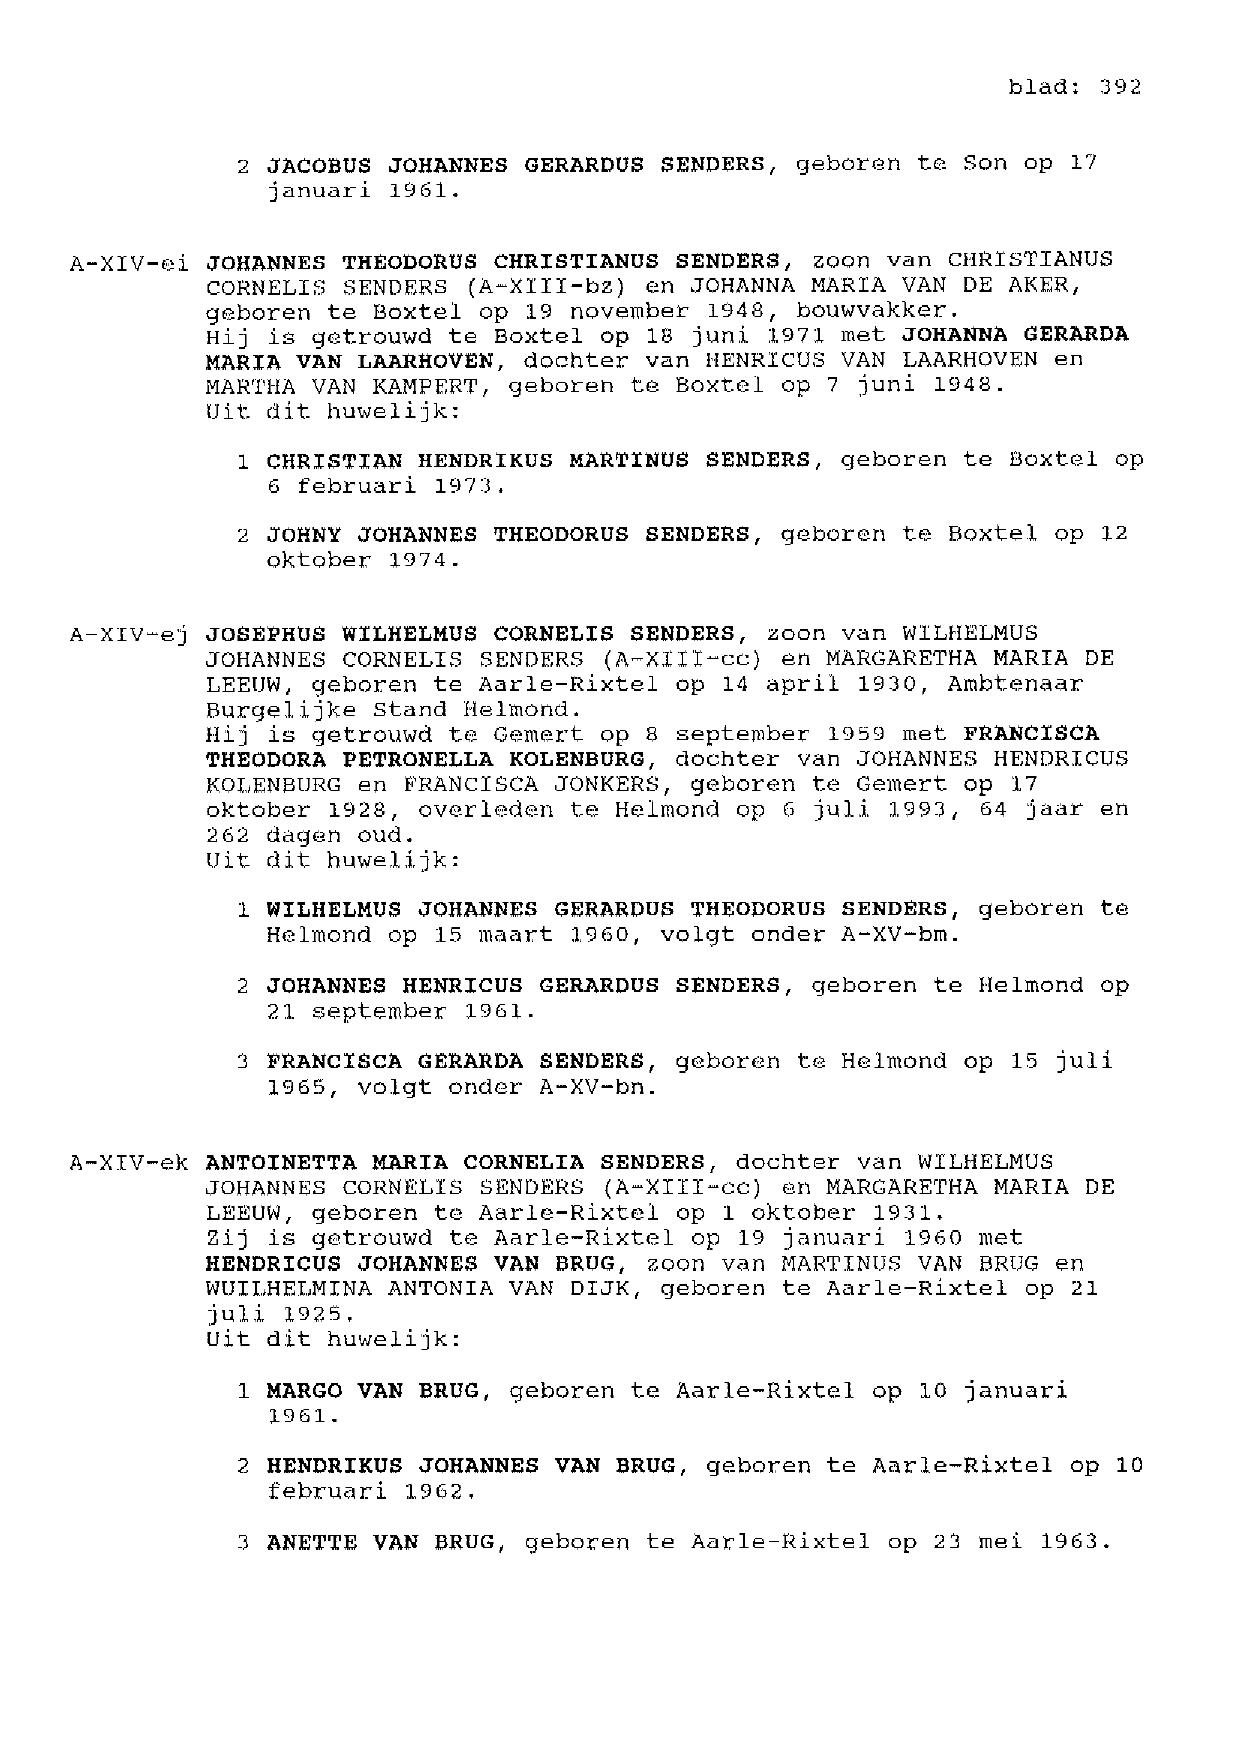 blad: 392
2 JACOBUS JOHANNES GERARDUS SENDERS, geboren te Son op 17
januari 1961.
A-XIV-ei JOHANNES THEODORUS CHRISTIANUS SENDERS, zoon van CHRISTIANUS
CORNELIS SENDERS (A-XIII-bz) en JOHANNA MARIA VAN DE AKER,
geboren te Boxtel op 19 november 1948, bouwvakker.
Hij is getrouwd te Boxtel op 18 juni 1971 met JOHANNA GERARDA
MARIA VAN LAARHOVEN, dochter van HENRICUS VAN LAARHOVEN en
MARTHA VAN KAMPERT, geboren te Boxtel op 7 juni 1948.
Uit dit huwelijk:
1 CHRISTIAN HENDRIKUS MARTINUS SENDERS, geboren te Boxtel op
6 februari 1973.
2 JOHNY JOHANNES THEODORUS SENDERS, geboren te Boxtel op 12
oktober 1974.
A-XIV-ej JOSEPHUS WILHELMUS CORNELIS SENDERS, zoon van WILHELMUS
JOHANNES CORNELIS SENDERS (A-XIII-cc) en MARGARETHA MARIA DE
LEEUW, geboren te Aarle-Rixtel op 14 april 1930, Ambtenaar
Burgelijke Stand Helmond.
Hij is getrouwd te Gemert op 8 september 1959 met FRANCISCA
THEODORA PETRONELLA KOLENBURG, dochter van JOHANNES HENDRICUS
KOLENBURG en FRANCISCA JONKERS, geboren te Gemert op 17
oktober 1928, overleden te Helmond op 6 juli 1993, 64 jaar en
262 dagen oud.
Uit dit huwelijk:
1 WILHELMUS JOHANNES GERARDUS THEODORUS SENDERS, geboren te
Helmond op 15 maart 1960, volgt onder A-XV-bm.
2 JOHANNES HENRICUS GERARDUS SENDERS, geboren te Helmond op
21 september 1961.
3 FRANCISCA GERARDA SENDERS, geboren te Helmond op 15 juli
1965, volgt onder A-XV-bn.
A-XIV-ek ANTOINETTA MARIA CORNELIA SENDERS, dochter van WILHELMUS
JOHANNES CORNELIS SENDERS (A-XIII-cc) en MARGARETHA MARIA DE
LEEUW, geboren te Aarle-Rixtel op 1 oktober 1931.
Zij is getrouwd te Aarle-Rixtel op 19 januari 1960 met
HENDRICUS JOHANNES VAN BRUG, zoon van MARTINUS VAN BRUG en
WUILHELMINA ANTONIA VAN DIJK, geboren te Aarle-Rixtel op 21
juli 1925.
Uit dit huwelijk:
1 MARGO VAN BRUG, geboren te Aarle-Rixtel op 10 januari
1961.
2 HENDRIKUS JOHANNES VAN BRUG, geboren te Aarle-Rixtel op 10
februari 1962.
3 ANETTE VAN BRUG, geboren te Aarle-Rixtel op 23 mei 1963.